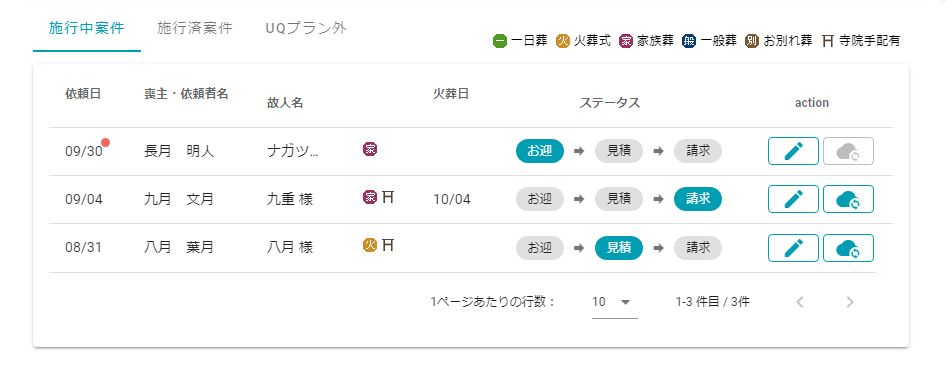 施行中案件 施行済案件 UQプラン外
一 一日葬 火 火葬式 家 家族葬 般 一般葬 別 お別れ葬 寺院手配有
依頼日 喪主・依頼者名 故人名 火葬日 ステータス action
09/30 長月 明人 ナガツ... 家 お迎 見積 請求
09/04 九月 文月 九重 様 家 10/04 お迎 見積 請求
08/31 八月 葉月 八月 様 火 お迎 見積 請求
1ページあたりの行数： 10 1-3 件目 / 3件